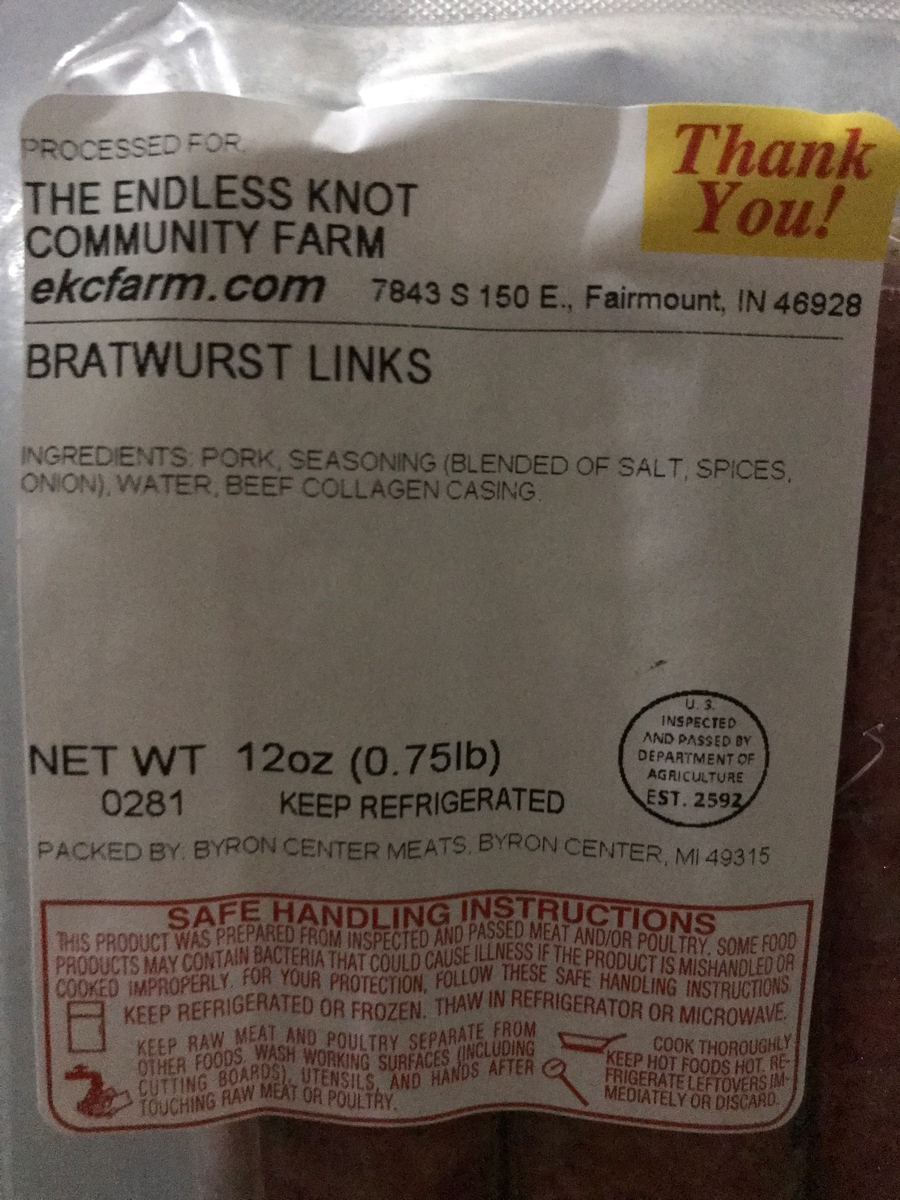 PROCESSED FOR:
Thank
You!
THE ENDLESS KNOT
COMMUNITY FARM
ekcfarm.com 7843 S 150 E., Fairmount, IN 46928
BRATWURST LINKS
INGREDIENTS: PORK, SEASONING (BLENDED OF SALT, SPICES,
ONION), WATER, BEEF COLLAGEN CASING.
U. S.
INSPECTED
AND PASSED BY
DEPARTMENT OF
AGRICULTURE
EST. 2592
NET WT 12oz (0.75lb)
0281 KEEP REFRIGERATED
PACKED BY: BYRON CENTER MEATS, BYRON CENTER, MI 49315
SAFE HANDLING INSTRUCTIONS
THIS PRODUCT WAS PREPARED FROM INSPECTED AND PASSED MEAT AND/OR POULTRY. SOME FOOD
PRODUCTS MAY CONTAIN BACTERIA THAT COULD CAUSE ILLNESS IF THE PRODUCT IS MISHANDLED OR
COOKED IMPROPERLY. FOR YOUR PROTECTION, FOLLOW THESE SAFE HANDLING INSTRUCTIONS.
KEEP REFRIGERATED OR FROZEN. THAW IN REFRIGERATOR OR MICROWAVE.
KEEP RAW MEAT AND POULTRY SEPARATE FROM
OTHER FOODS. WASH WORKING SURFACES (INCLUDING
CUTTING BOARDS), UTENSILS, AND HANDS AFTER
TOUCHING RAW MEAT OR POULTRY.
COOK THOROUGHLY.
KEEP HOT FOODS HOT. RE-
FRIGERATE LEFTOVERS IM-
MEDIATELY OR DISCARD.